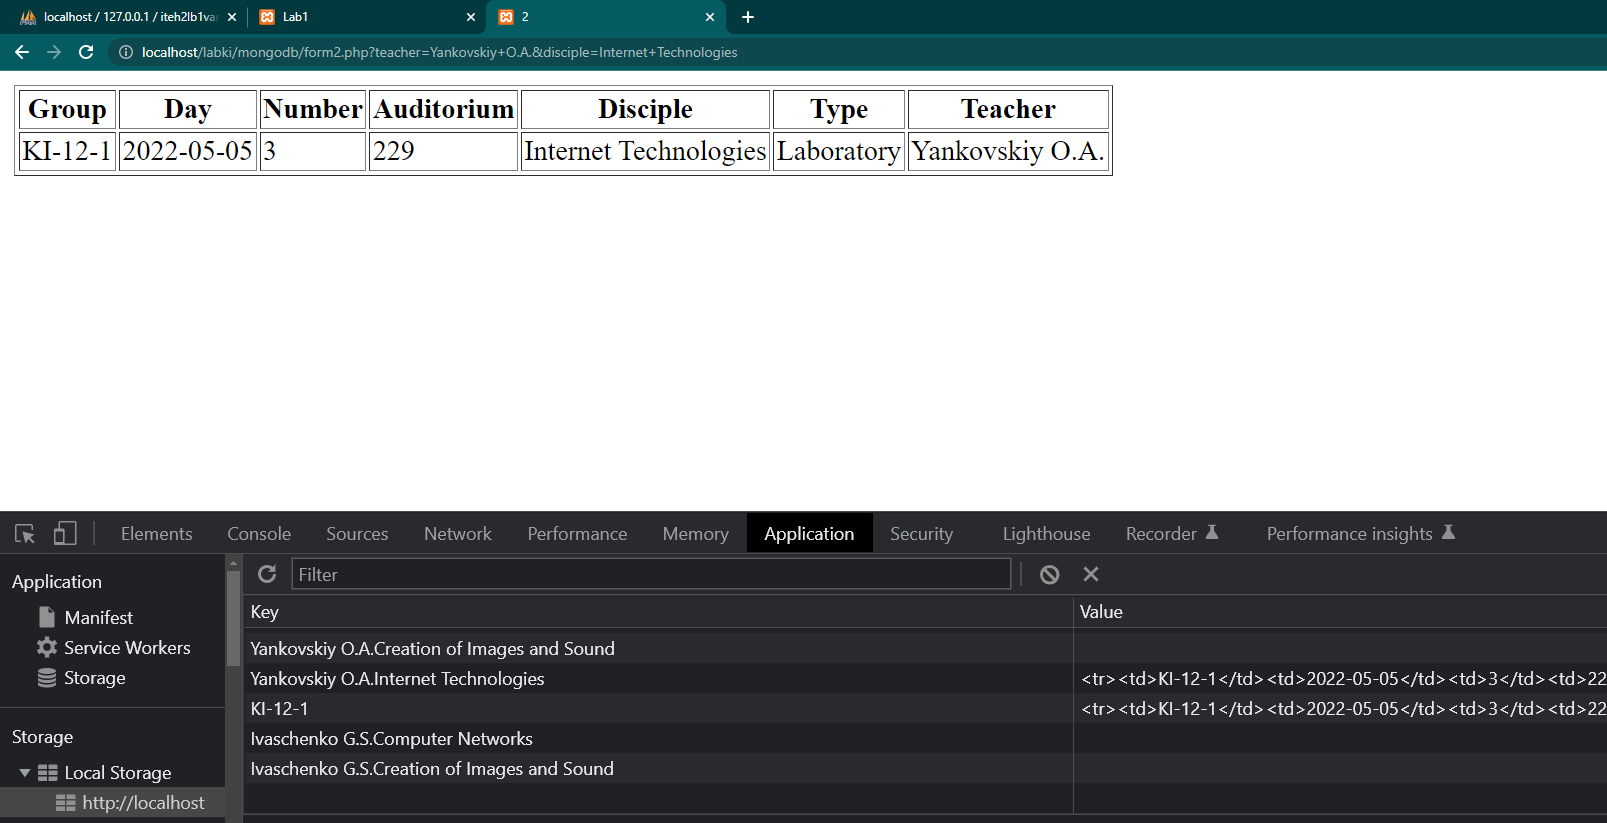 localhost / 127.0.0.1 / iteh2lb1var
Lab1
2
localhost/labki/mongodb/form2.php?teacher=Yankovskiy+O.A.&disciple=Internet+Technologies
Group Day Number Auditorium Disciple Type Teacher
KI-12-1 2022-05-05 3 229 Internet Technologies Laboratory Yankovskiy O.A.
Elements Console Sources Network Performance Memory Application Security Lighthouse Recorder Performance insights
Application
Manifest
Service Workers
Storage
Storage
Local Storage
http://localhost
Filter
Key Value
Yankovskiy O.A.Creation of Images and Sound
Yankovskiy O.A.Internet Technologies <tr><td>KI-12-1</td><td>2022-05-05</td><td>3</td><td>22
KI-12-1 <tr><td>KI-12-1</td><td>2022-05-05</td><td>3</td><td>22
Ivaschenko G.S.Computer Networks
Ivaschenko G.S.Creation of Images and Sound